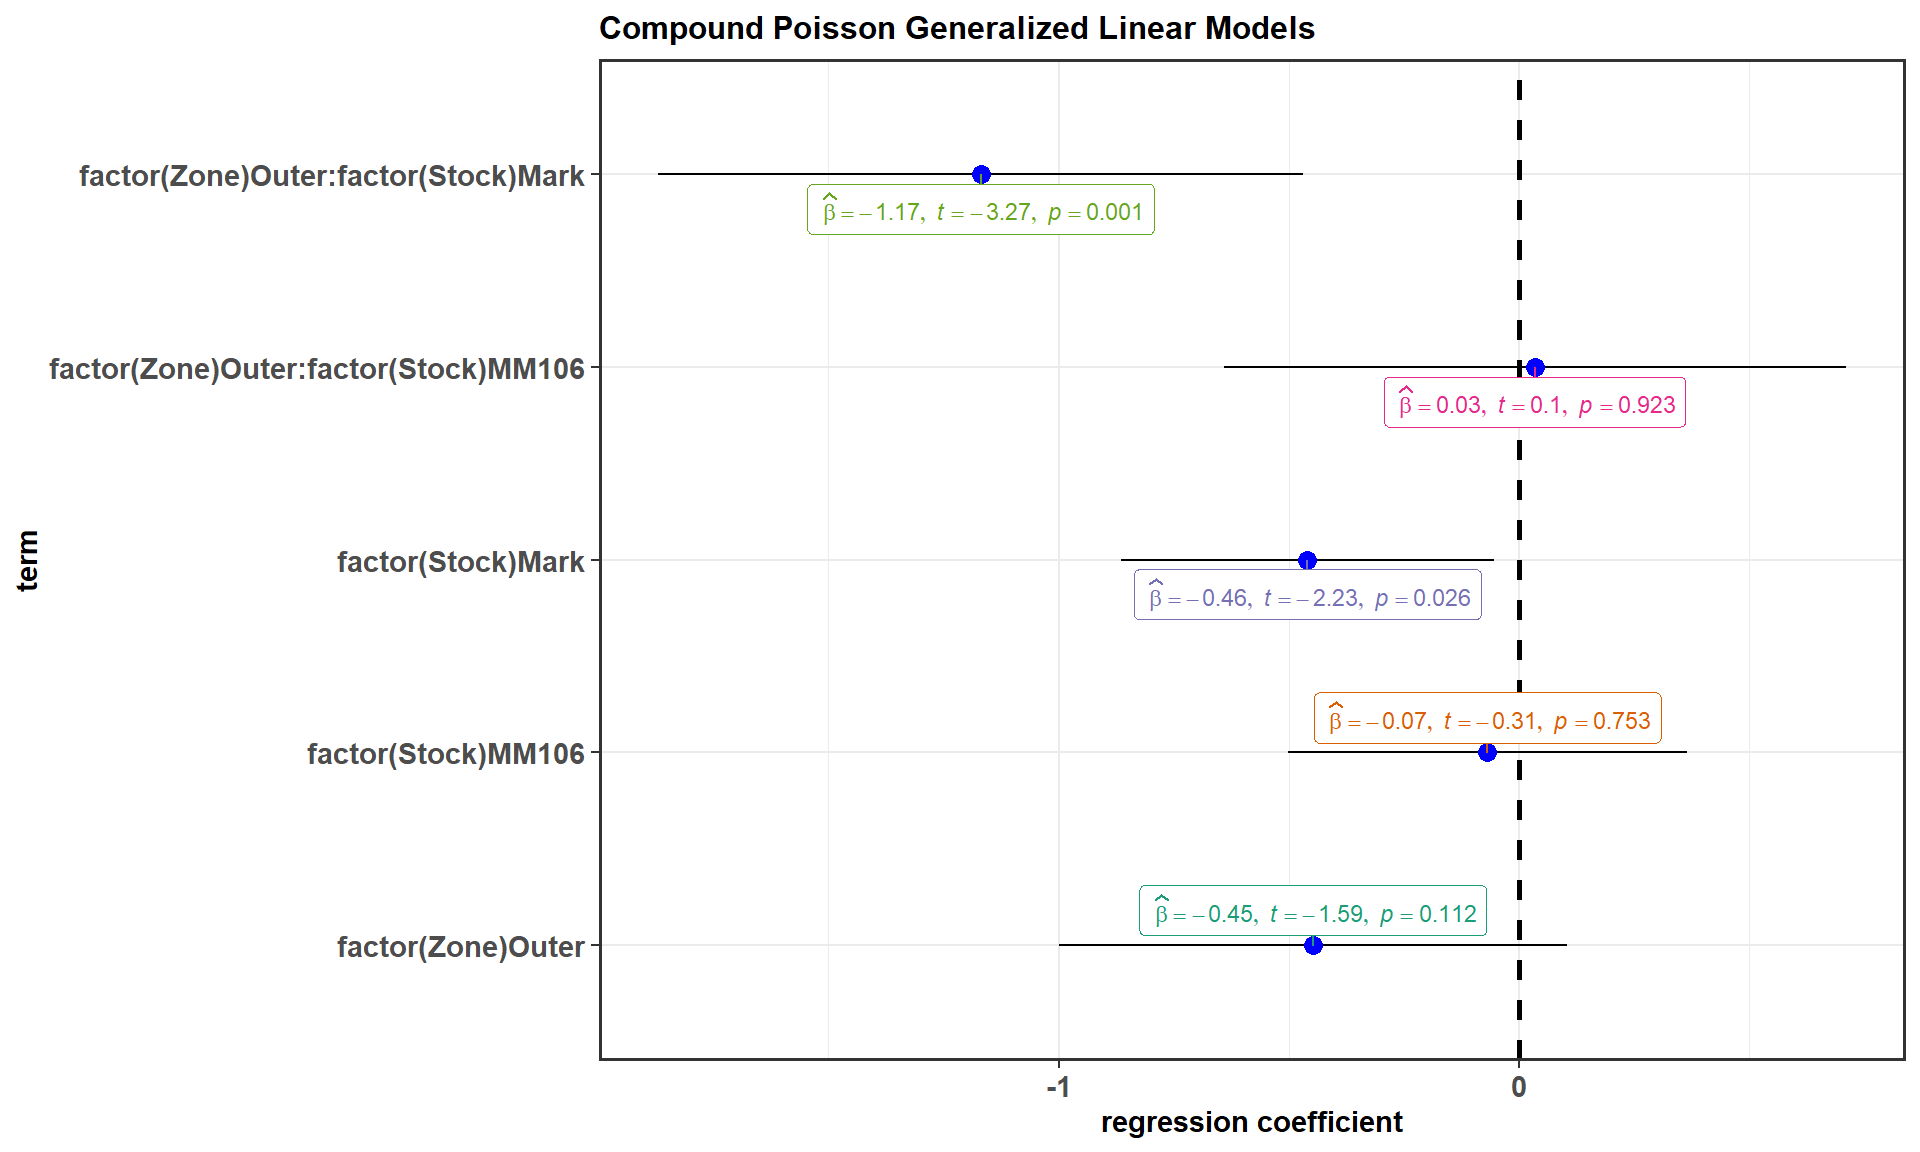 Compound Poisson Generalized Linear Models
factor(Zone)Outer:factor(Stock)Mark
β̂ = −1.17, t = −3.27, p = 0.001
factor(Zone)Outer:factor(Stock)MM106
β̂ = 0.03, t = 0.1, p = 0.923
term
factor(Stock)Mark
β̂ = −0.46, t = −2.23, p = 0.026
β̂ = −0.07, t = −0.31, p = 0.753
factor(Stock)MM106
β̂ = −0.45, t = −1.59, p = 0.112
factor(Zone)Outer
-1 0
regression coefficient